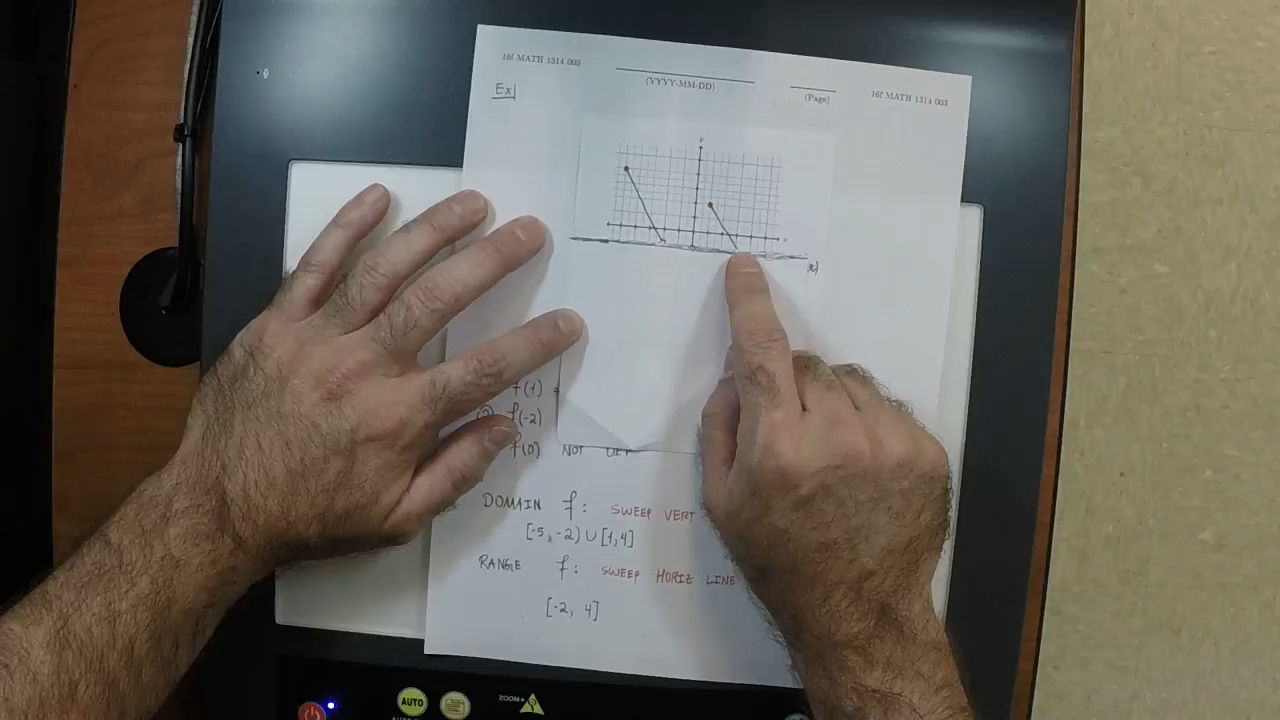 16f MATH 1314 003
(YYYY-MM-DD)
(Page)
16f MATH 1314 003
Ex
y
x
f(1) =
f(-2)
f(0) NOT
DOMAIN f: SWEEP VERT
[-5, -2) ∪ [1, 4]
RANGE f: SWEEP HORIZ LINE
[-2, 4]
AUTO
ZOOM+